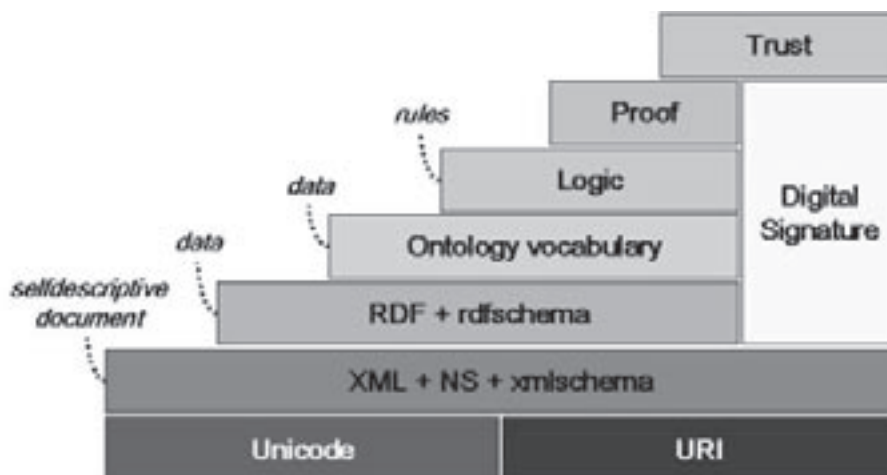 Trust
Proof
rules
Logic
Digital
Signature
data
Ontology vocabulary
data
RDF + rdfschema
selfdescriptive
document
XML + NS + xmlschema
Unicode
URI